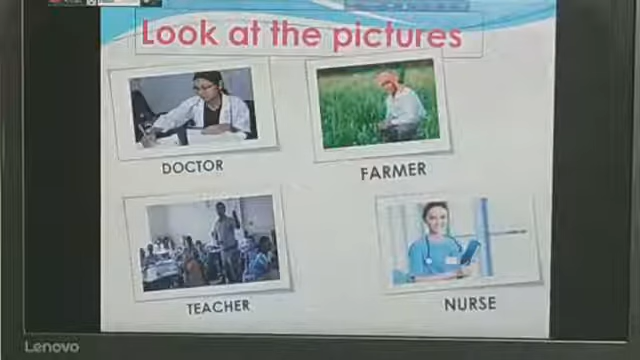 Look at the pictures
DOCTOR
FARMER
TEACHER
NURSE
Lenovo